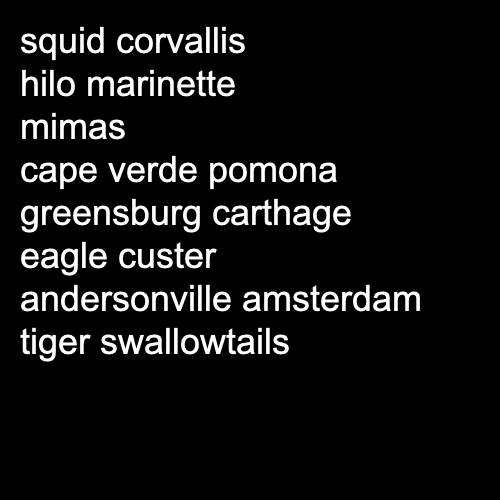 squid corvallis
hilo marinette
mimas
cape verde pomona
greensburg carthage
eagle custer
andersonville amsterdam
tiger swallowtails